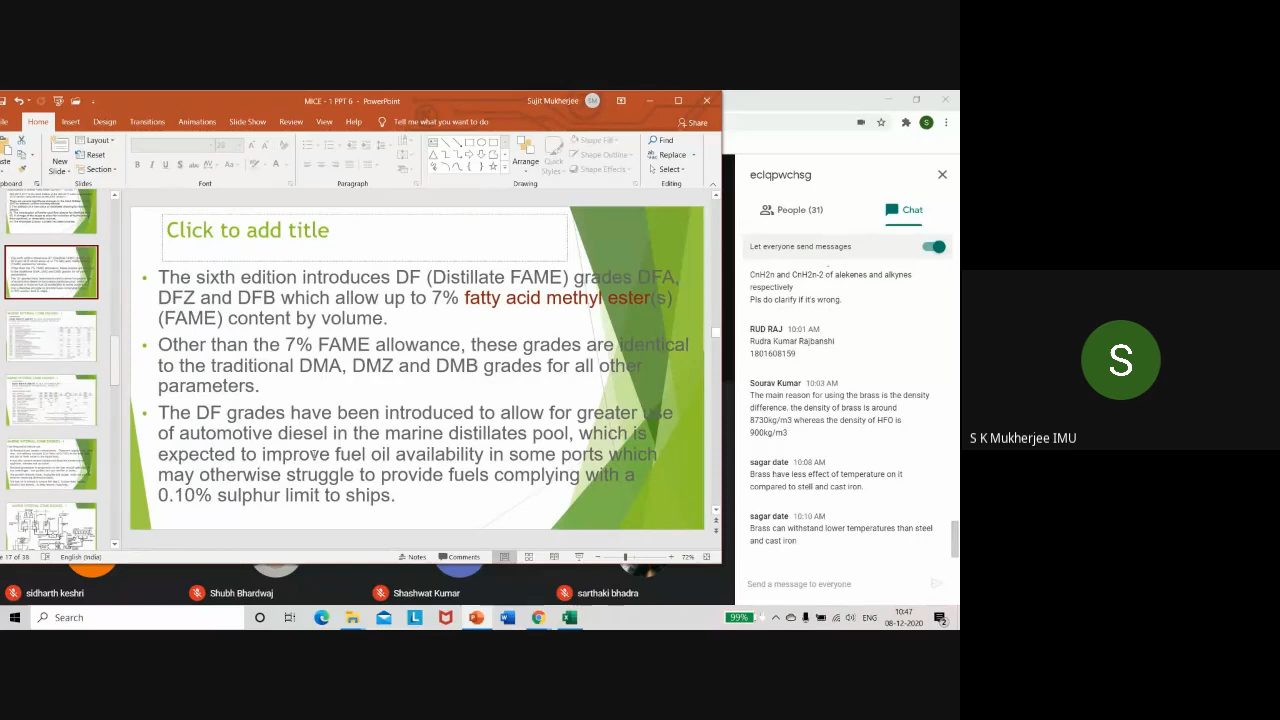 MICE - 1 PPT 6 - PowerPoint
Sujit Mukherjee
SM
Home Insert Design Transitions Animations Slide Show Review View Help Tell me what you want to do
Share
New Slide
Layout
Reset
Section
Slides
Font
Paragraph
Arrange
Quick Styles
Shape Fill
Shape Outline
Shape Effects
Drawing
Find
Replace
Select
Editing
Click to add title
• The sixth edition introduces DF (Distillate FAME) grades DFA,
DFZ and DFB which allow up to 7% fatty acid methyl ester(s)
(FAME) content by volume.
• Other than the 7% FAME allowance, these grades are identical
to the traditional DMA, DMZ and DMB grades for all other
parameters.
• The DF grades have been introduced to allow for greater use
of automotive diesel in the marine distillates pool, which is
expected to improve fuel oil availability in some ports which
may otherwise struggle to provide fuels complying with a
0.10% sulphur limit to ships.
17 of 38
English (India)
Notes
Comments
72%
eclqpwchsg
People (31)
Chat
Let everyone send messages
CnH2n and CnH2n-2 of alekenes and alkynes
respectively
Pls do clarify if it's wrong.
RUD RAJ 10:01 AM
Rudra Kumar Rajbanshi
1801608159
Sourav Kumar 10:03 AM
The main reason for using the brass is the density
difference. the density of brass is around
8730kg/m3 whereas the density of HFO is
900kg/m3
sagar date 10:08 AM
Brass have less effect of temperature on it
compared to stell and cast iron.
sagar date 10:10 AM
Brass can withstand lower temperatures than steel
and cast iron
Send a message to everyone
sidharth keshri
Shubh Bhardwaj
Shashwat Kumar
sarthaki bhadra
Search
99%
ENG
10:47
08-12-2020
S
S K Mukherjee IMU